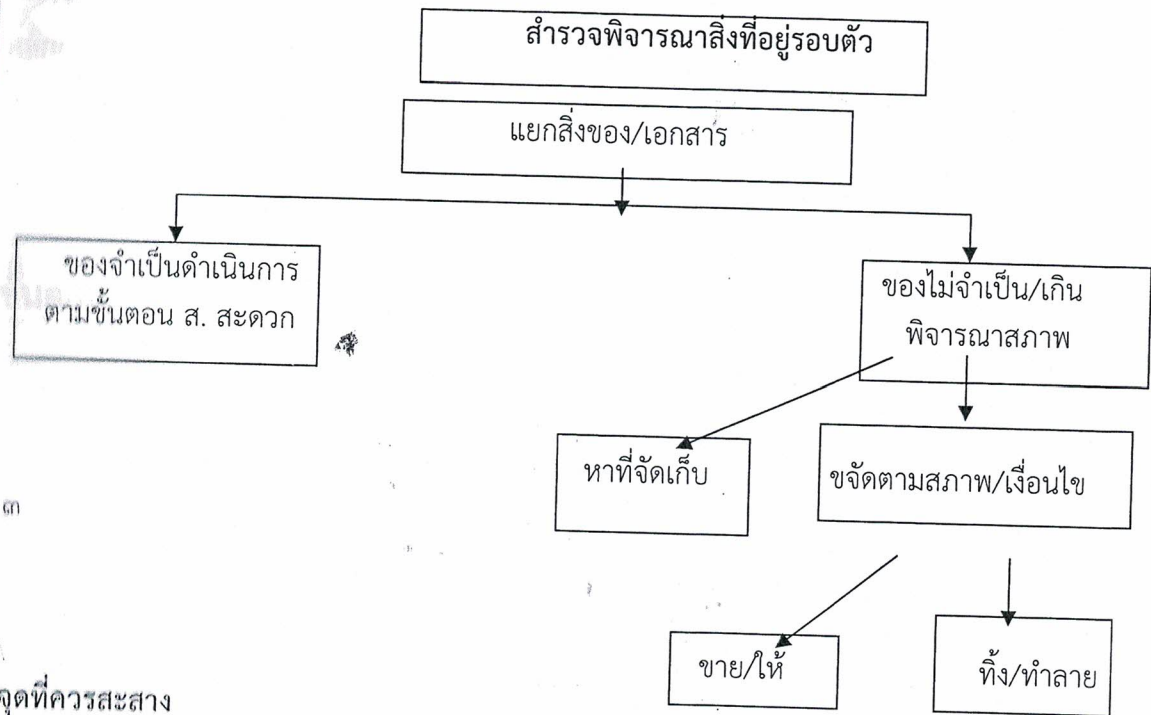 สำรวจพิจารณาสิ่งที่อยู่รอบตัว
แยกสิ่งของ/เอกสาร
ของจำเป็นดำเนินการ
ตามขั้นตอน ส. สะดวก
ของไม่จำเป็น/เกิน
พิจารณาสภาพ
หาที่จัดเก็บ
ขจัดตามสภาพ/เงื่อนไข
๓
ขาย/ให้
ทิ้ง/ทำลาย
จุดที่ควรสะสาง